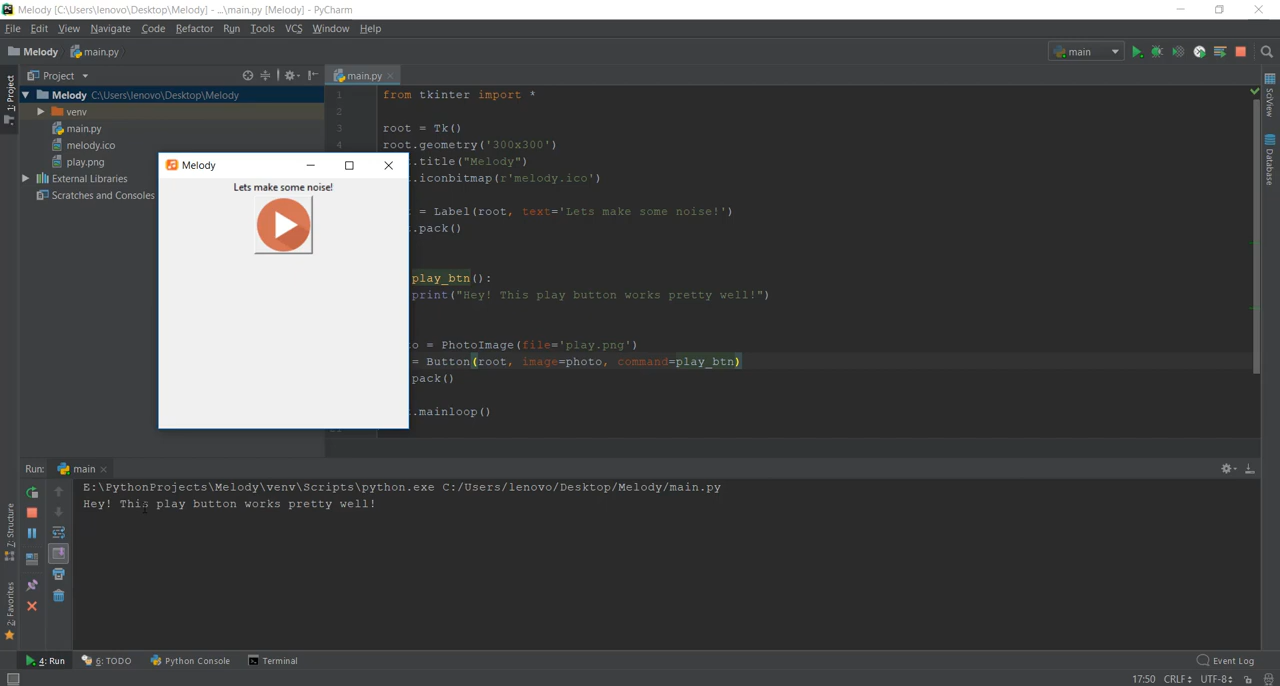 Melody [C:\Users\lenovo\Desktop\Melody] - ...\main.py [Melody] - PyCharm
File Edit View Navigate Code Refactor Run Tools VCS Window Help
Melody main.py
main
1: Project
Project
main.py
Melody C:\Users\lenovo\Desktop\Melody
venv
main.py
melody.ico
play.png
External Libraries
Scratches and Consoles
1 from tkinter import *
2
3 root = Tk()
4 root.geometry('300x300')
.title("Melody")
.iconbitmap(r'melody.ico')
= Label(root, text='Lets make some noise!')
.pack()
play_btn():
print("Hey! This play button works pretty well!")
o = PhotoImage(file='play.png')
= Button(root, image=photo, command=play_btn)
pack()
.mainloop()
Melody
Lets make some noise!
SciView
Database
Run: main
E:\PythonProjects\Melody\venv\Scripts\python.exe C:/Users/lenovo/Desktop/Melody/main.py
Hey! This play button works pretty well!
7: Structure
2: Favorites
4: Run 6: TODO Python Console Terminal Event Log
17:50 CRLF UTF-8